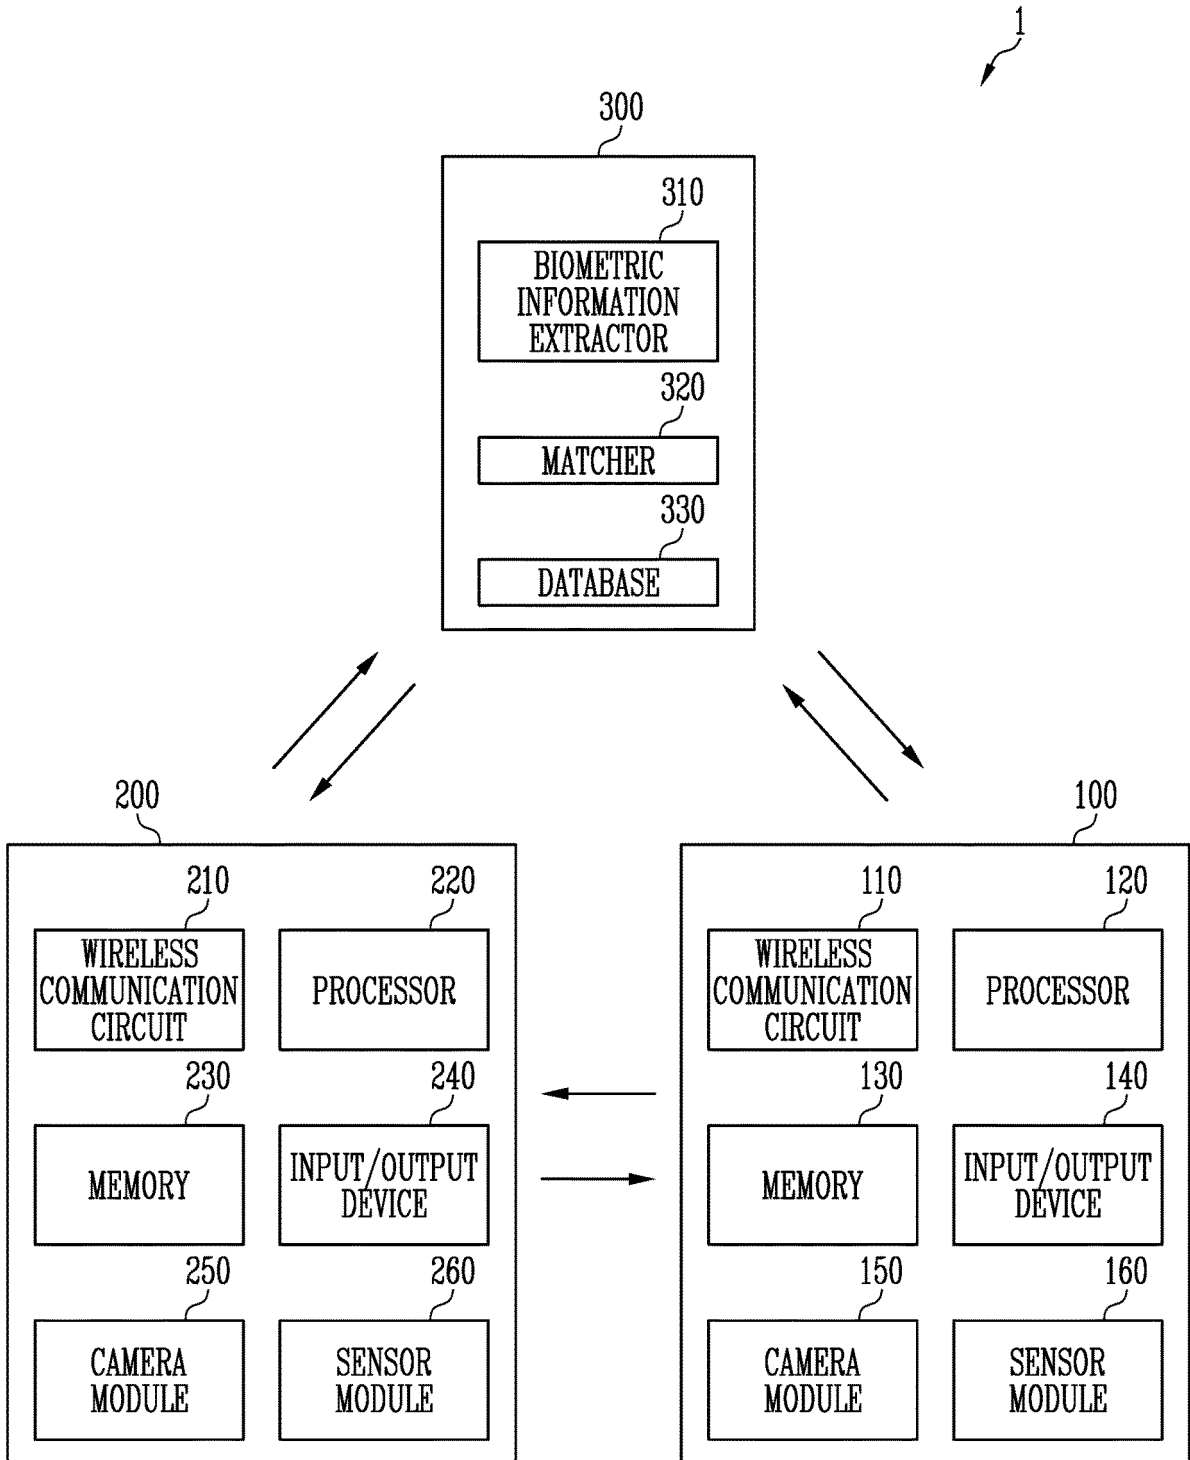 1
300
310
BIOMETRIC
INFORMATION
EXTRACTOR
320
MATCHER
330
DATABASE
200
210
WIRELESS
COMMUNICATION
CIRCUIT
220
PROCESSOR
230
MEMORY
240
INPUT/OUTPUT
DEVICE
250
CAMERA
MODULE
260
SENSOR
MODULE
100
110
WIRELESS
COMMUNICATION
CIRCUIT
120
PROCESSOR
130
MEMORY
140
INPUT/OUTPUT
DEVICE
150
CAMERA
MODULE
160
SENSOR
MODULE